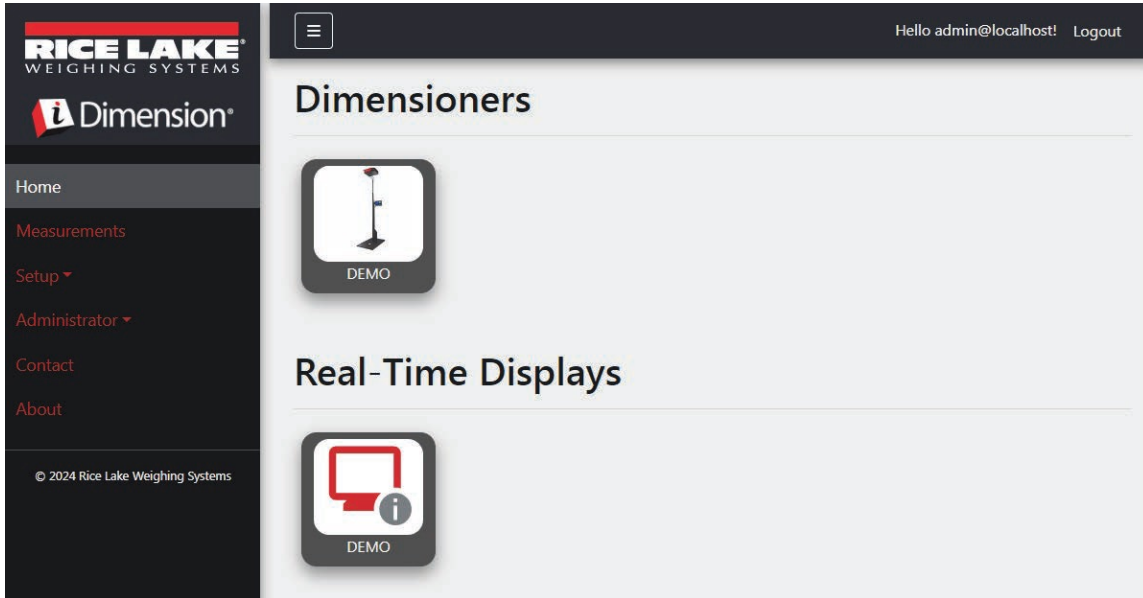 RICE LAKE®
WEIGHING SYSTEMS
i Dimension®
Home
Measurements
Setup
Administrator
Contact
About
© 2024 Rice Lake Weighing Systems
Hello admin@localhost! Logout
Dimensioners
DEMO
Real-Time Displays
i
DEMO